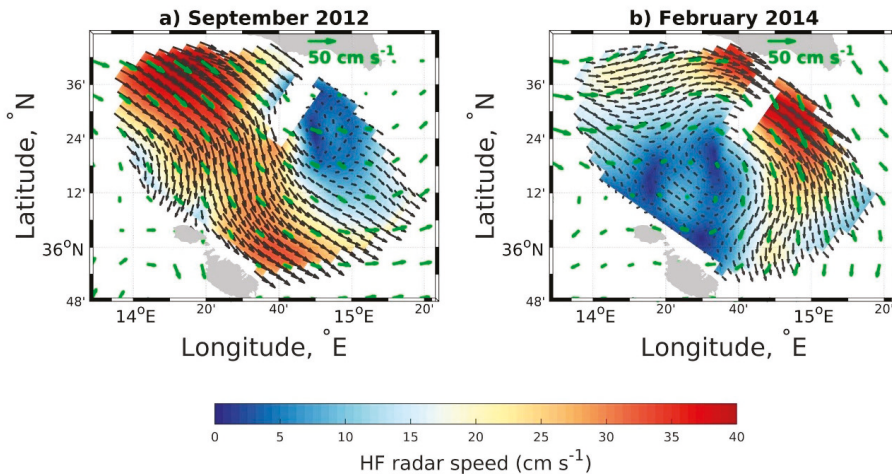 a) September 2012
b) February 2014
50 cm s⁻¹
50 cm s⁻¹
36'
24'
12'
36°N
48'
36'
24'
12'
36°N
48'
Latitude, °N
Latitude, °N
14°E 20' 40' 15°E 20'
14°E 20' 40' 15°E 20'
Longitude, °E
Longitude, °E
0 5 10 15 20 25 30 35 40
HF radar speed (cm s⁻¹)